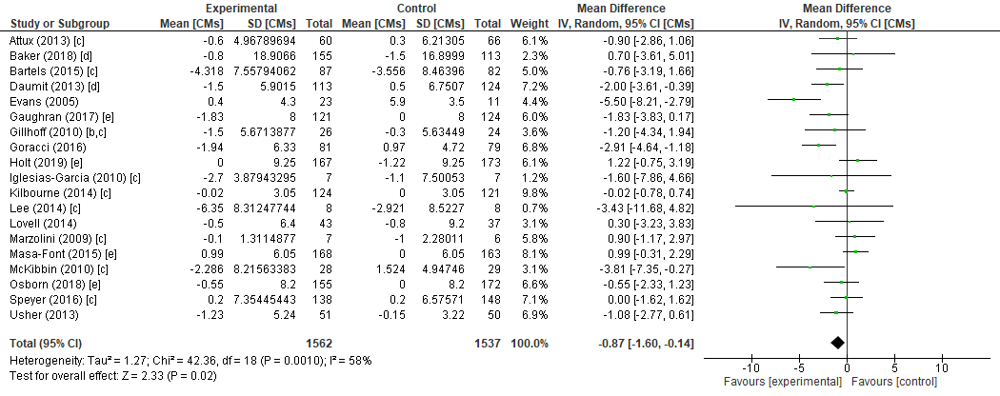 Experimental Control Mean Difference Mean Difference
Study or Subgroup Mean [CMs] SD [CMs] Total Mean [CMs] SD [CMs] Total Weight IV, Random, 95% CI [CMs] IV, Random, 95% CI [CMs]
Attux (2013) [c] -0.6 4.96789694 60 0.3 6.21305 66 6.1% -0.90 [-2.86, 1.06]
Baker (2018) [d] -0.8 18.9066 155 -1.5 16.8999 113 2.3% 0.70 [-3.61, 5.01]
Bartels (2015) [c] -4.318 7.55794062 87 -3.556 8.46396 82 5.1% -0.76 [-3.19, 1.66]
Daumit (2013) [d] -1.5 5.9015 113 0.5 6.7507 124 7.3% -2.00 [-3.61, -0.39]
Evans (2005) 0.4 4.3 23 5.9 3.5 11 4.4% -5.50 [-8.21, -2.79]
Gaughran (2017) [e] -1.83 8 121 0 8 124 6.0% -1.83 [-3.83, 0.17]
Gillhoff (2010) [b,c] -1.5 5.6713877 26 -0.3 5.63449 24 3.6% -1.20 [-4.34, 1.94]
Goracci (2016) -1.94 6.33 81 0.97 4.72 79 6.9% -2.91 [-4.64, -1.18]
Holt (2019) [e] 0 9.25 167 -1.22 9.25 173 6.1% 1.22 [-0.75, 3.19]
Iglesias-Garcia (2010) [c] -2.7 3.87943295 7 -1.1 7.50053 7 1.2% -1.60 [-7.86, 4.66]
Kilbourne (2014) [c] -0.02 3.05 124 0 3.05 121 9.6% -0.02 [-0.78, 0.74]
Lee (2014) [c] -6.35 8.31247744 8 -2.921 8.5227 8 0.7% -3.43 [-11.68, 4.82]
Lovell (2014) -0.5 6.4 43 -0.8 9.2 37 3.2% 0.30 [-3.23, 3.83]
Marzolini (2009) [c] -0.1 1.3114877 7 -1 2.28011 6 5.8% 0.90 [-1.17, 2.97]
Masa-Font (2015) [e] 0.99 6.05 168 0 6.05 163 8.2% 0.99 [-0.31, 2.29]
McKibbin (2010) [c] -2.286 8.21563383 28 1.524 4.94746 29 3.1% -3.81 [-7.35, -0.27]
Osborn (2018) [e] -0.55 8.2 155 0 8.2 172 6.6% -0.55 [-2.33, 1.23]
Speyer (2016) [c] 0.2 7.35445443 138 0.2 6.57571 148 7.1% 0.00 [-1.62, 1.62]
Usher (2013) -1.23 5.24 51 -0.15 3.22 50 6.9% -1.08 [-2.77, 0.61]
Total (95% CI) 1562 1537 100.0% -0.87 [-1.60, -0.14]
Heterogeneity: Tau² = 1.27; Chi² = 42.36, df = 18 (P = 0.0010); I² = 58%
Test for overall effect: Z = 2.33 (P = 0.02)
-10 -5 0 5 10
Favours [experimental] Favours [control]